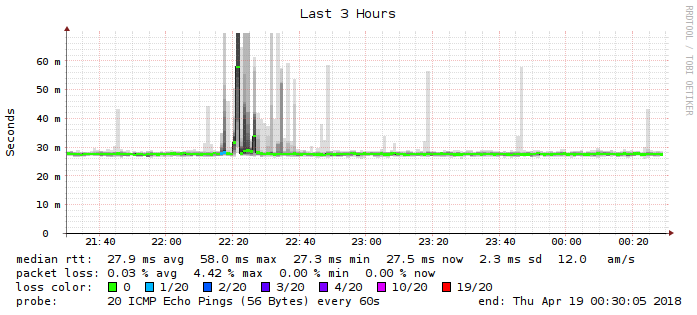 Last 3 Hours
RRDTOOL / TOBI OETIKER
Seconds
60 m
50 m
40 m
30 m
20 m
10 m
0
21:40 22:00 22:20 22:40 23:00 23:20 23:40 00:00 00:20
median rtt: 27.9 ms avg 58.0 ms max 27.3 ms min 27.5 ms now 2.3 ms sd 12.0 am/s
packet loss: 0.03 % avg 4.42 % max 0.00 % min 0.00 % now
loss color: 0 1/20 2/20 3/20 4/20 10/20 19/20
probe: 20 ICMP Echo Pings (56 Bytes) every 60s end: Thu Apr 19 00:30:05 2018